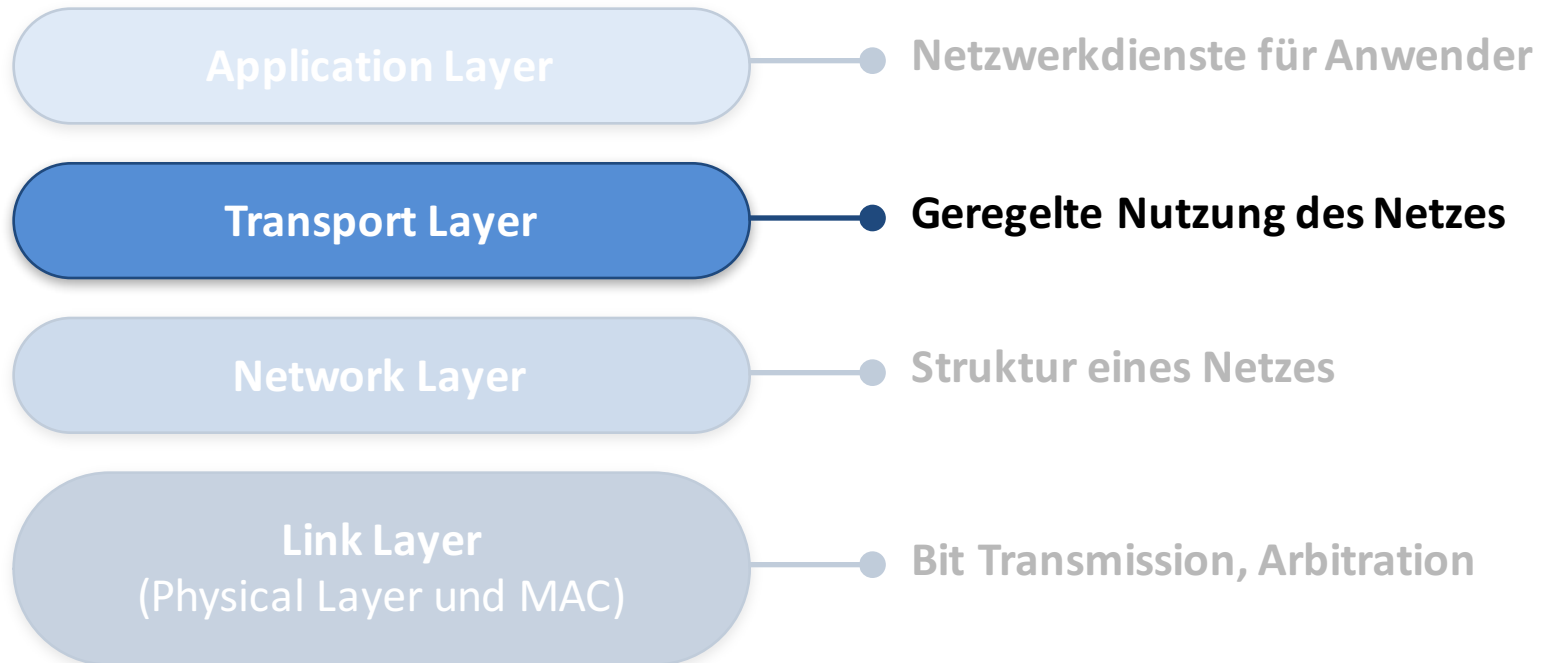 Application Layer
Netzwerkdienste für Anwender
Transport Layer
Geregelte Nutzung des Netzes
Network Layer
Struktur eines Netzes
Link Layer
(Physical Layer und MAC)
Bit Transmission, Arbitration